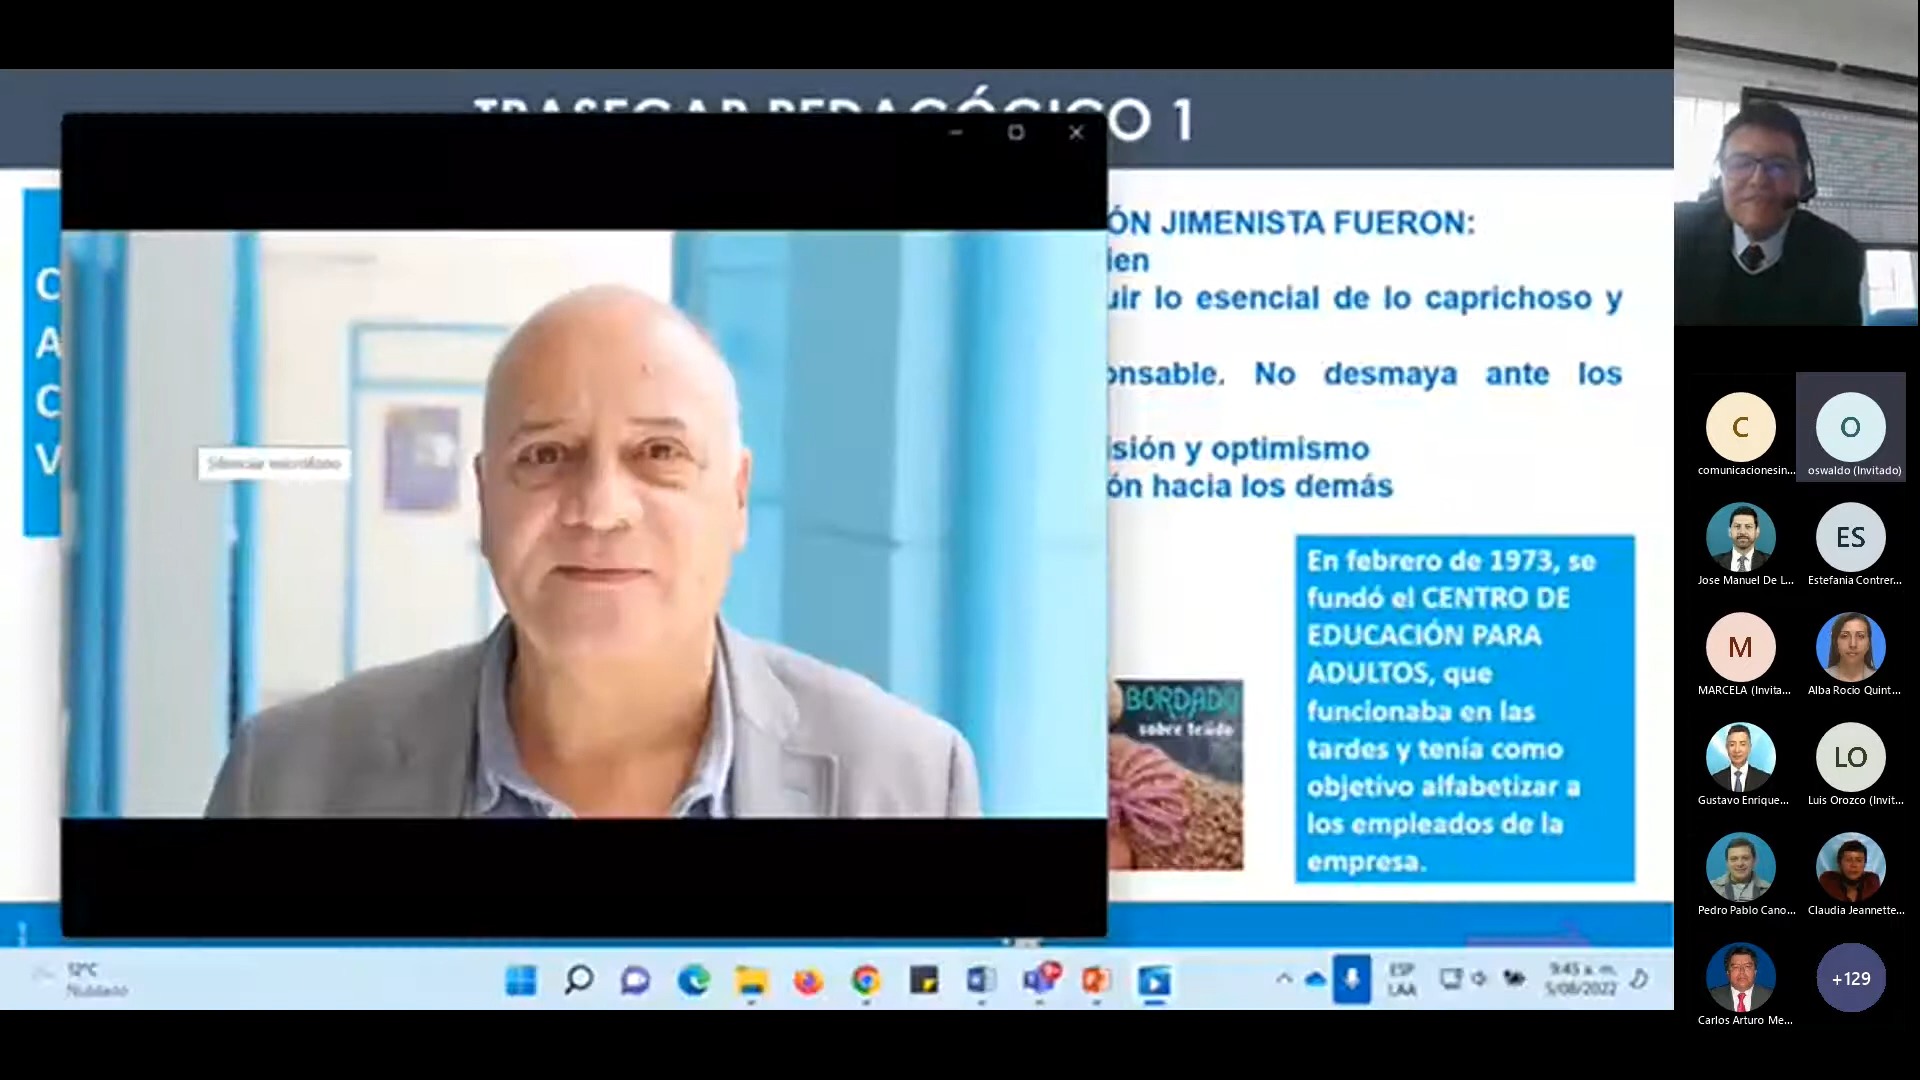 TRASEGAR PEDAGÓGICO 1
C
A
C
V
ÓN JIMENISTA FUERON:
ien
uir lo esencial de lo caprichoso y
onsable. No desmaya ante los
isión y optimismo
ón hacia los demás
Silenciar micrófono
BORDADO
sobre tejido
En febrero de 1973, se
fundó el CENTRO DE
EDUCACIÓN PARA
ADULTOS, que
funcionaba en las
tardes y tenía como
objetivo alfabetizar a
los empleados de la
empresa.
12°C
Nublado
ESP
LAA
9:45 a. m.
5/08/2022
C
comunicacionesin...
O
oswaldo (Invitado)
Jose Manuel De L...
ES
Estefania Contrer...
M
MARCELA (Invita...
Alba Rocio Quint...
Gustavo Enrique...
LO
Luis Orozco (Invit...
Pedro Pablo Cano...
Claudia Jeannette...
Carlos Arturo Me...
+129